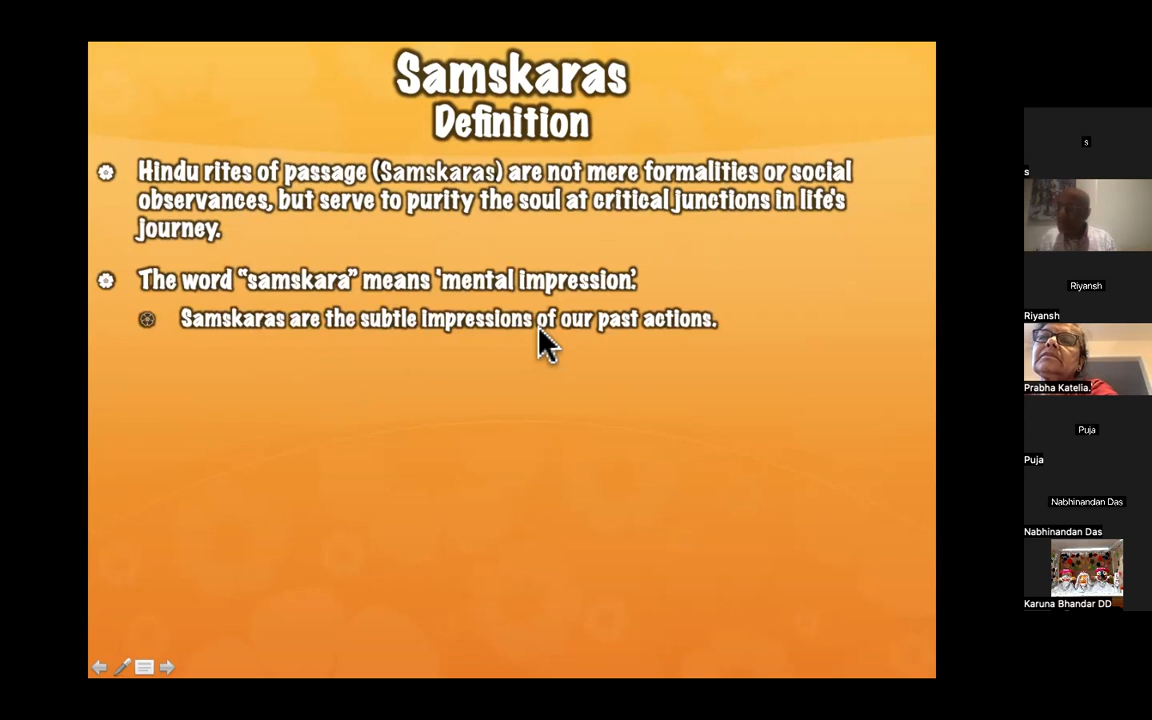 Samskaras
Definition
Hindu rites of passage (Samskaras) are not mere formalities or social
observances, but serve to purity the soul at critical junctions in life's
journey.
The word “samskara” means 'mental impression'.
Samskaras are the subtle impressions of our past actions.
s
s
Riyansh
Riyansh
Prabha Katelia.
Puja
Puja
Nabhinandan Das
Nabhinandan Das
Karuna Bhandar DD